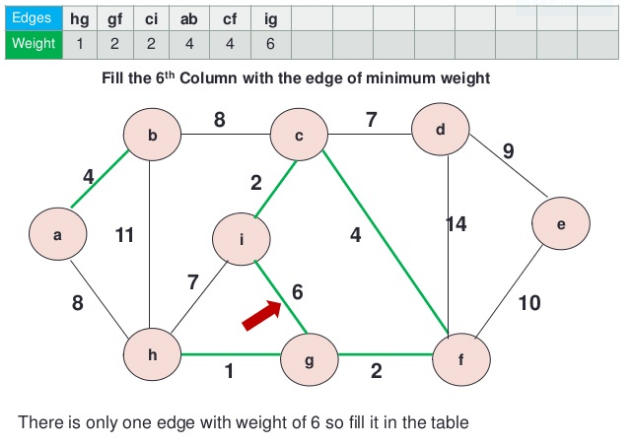 Edges hg gf ci ab cf ig
Weight 1 2 2 4 4 6
Fill the 6th Column with the edge of minimum weight
8 7
b c d
4 9
2
a 11 i 4 14 e
7 6
8 10
h g f
1 2
There is only one edge with weight of 6 so fill it in the table